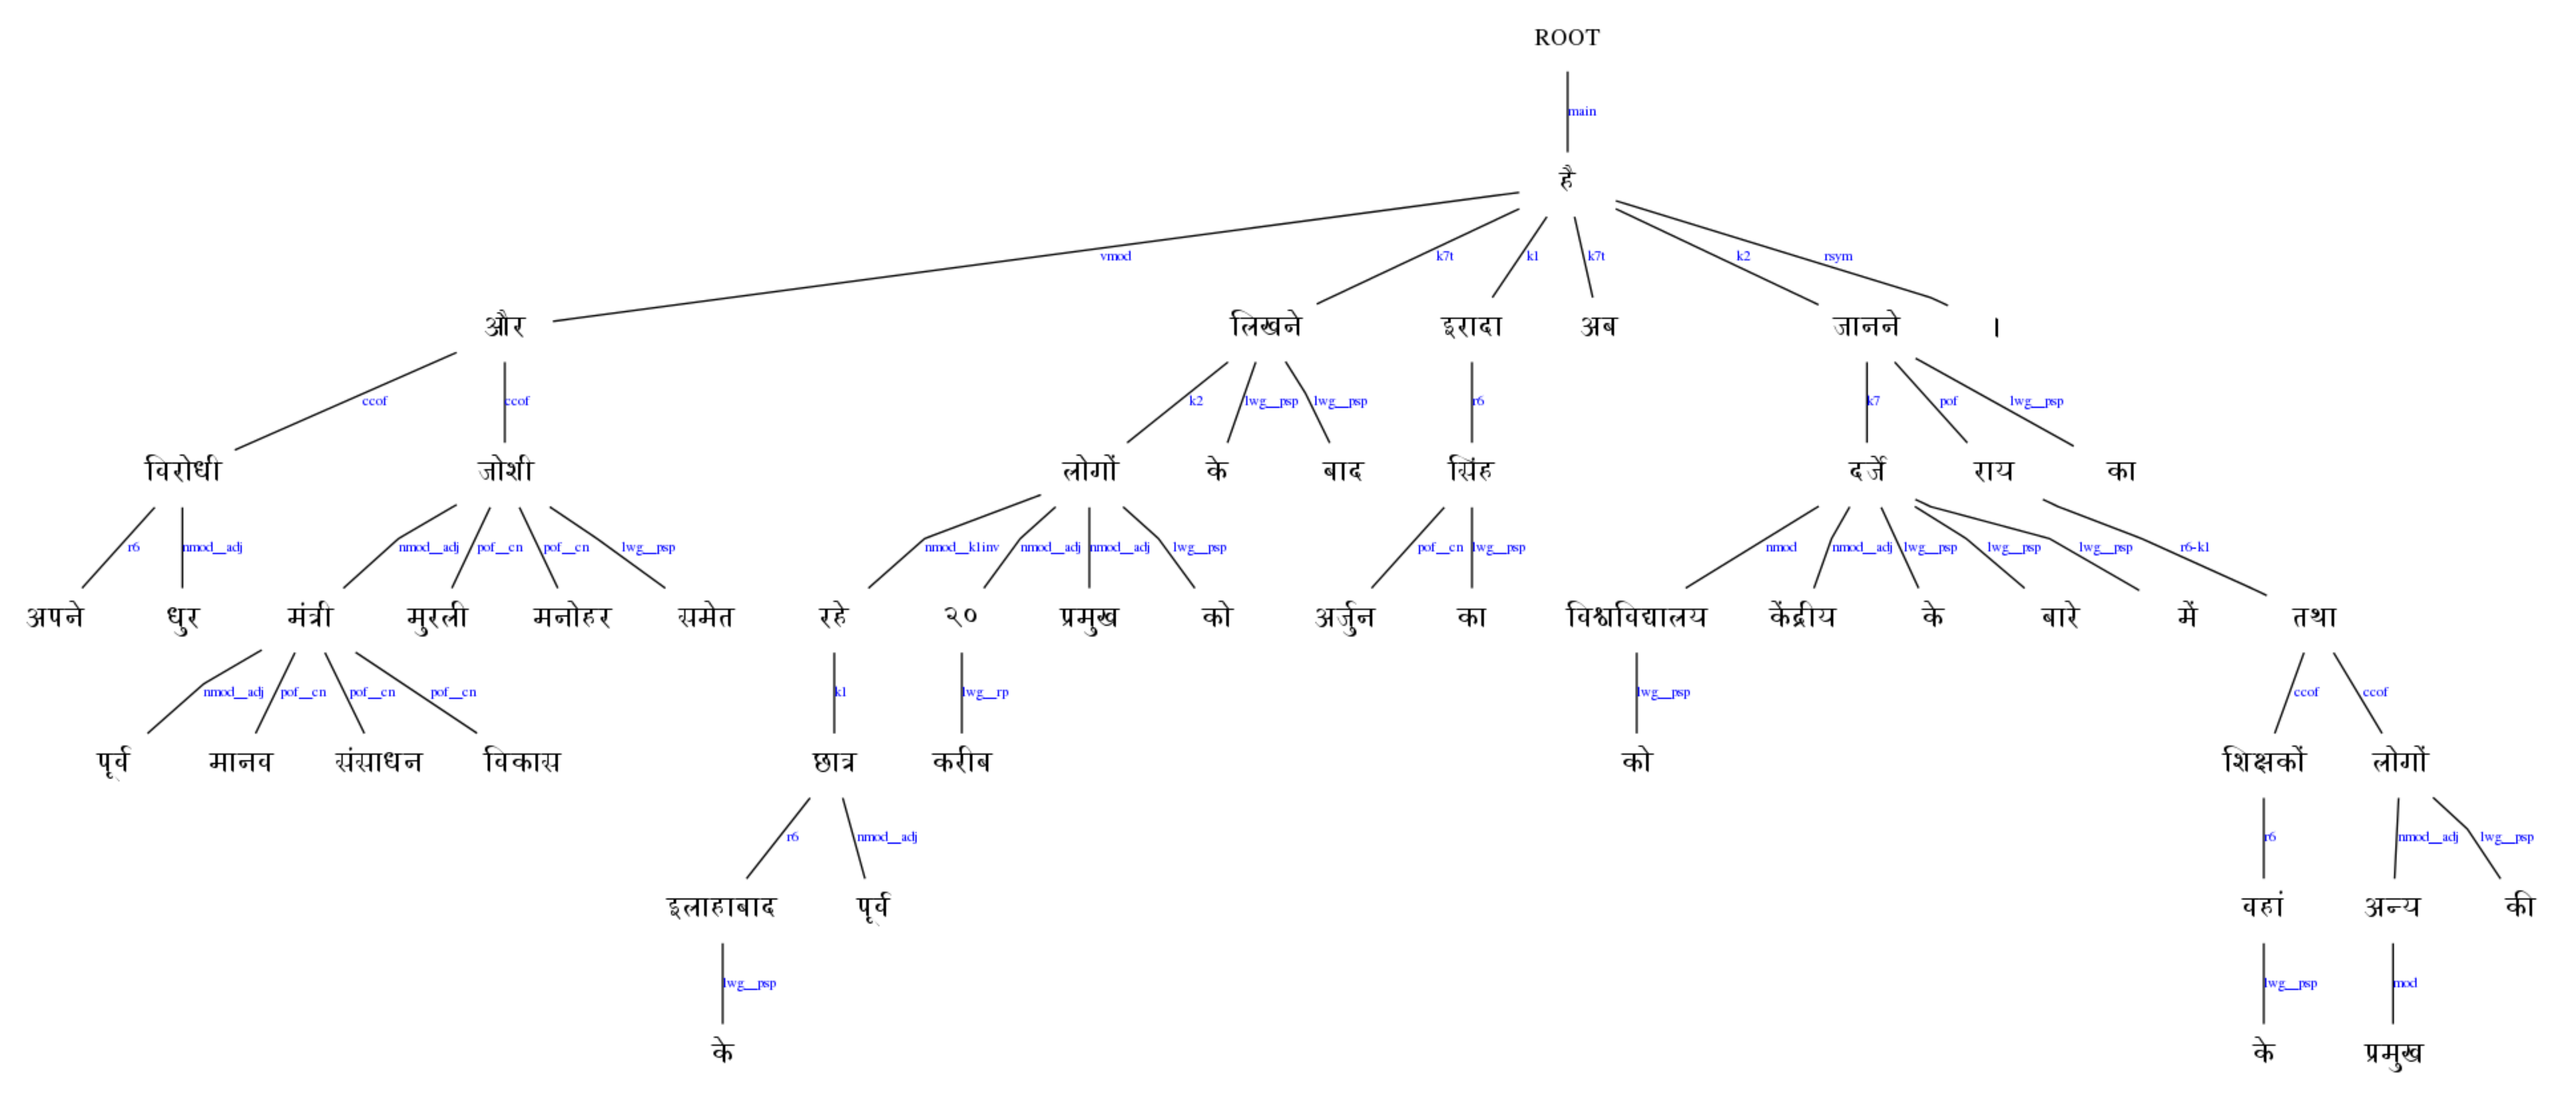 ROOT
main
है
vmod k7t k1 k7t k2 rsym
और लिखने इरादा अब जानने ।
ccof ccof k2 lwg__psp lwg__psp r6 k7 pof lwg__psp
विरोधी जोशी लोगों के बाद सिंह दर्जे राय का
r6 nmod__adj nmod__adj pof__cn pof__cn lwg__psp nmod__k1inv nmod__adj nmod__adj lwg__psp pof__cn lwg__psp nmod nmod__adj lwg__psp lwg__psp lwg__psp r6-k1
अपने धुर मंत्री मुरली मनोहर समेत रहे २० प्रमुख को अर्जुन का विश्वविद्यालय केंद्रीय के बारे में तथा
nmod__adj pof__cn pof__cn pof__cn k1 lwg__rp lwg__psp ccof ccof
पूर्व मानव संसाधन विकास छात्र करीब को शिक्षकों लोगों
r6 nmod__adj r6 nmod__adj lwg__psp
इलाहाबाद पूर्व वहां अन्य की
lwg__psp lwg__psp mod
के के प्रमुख